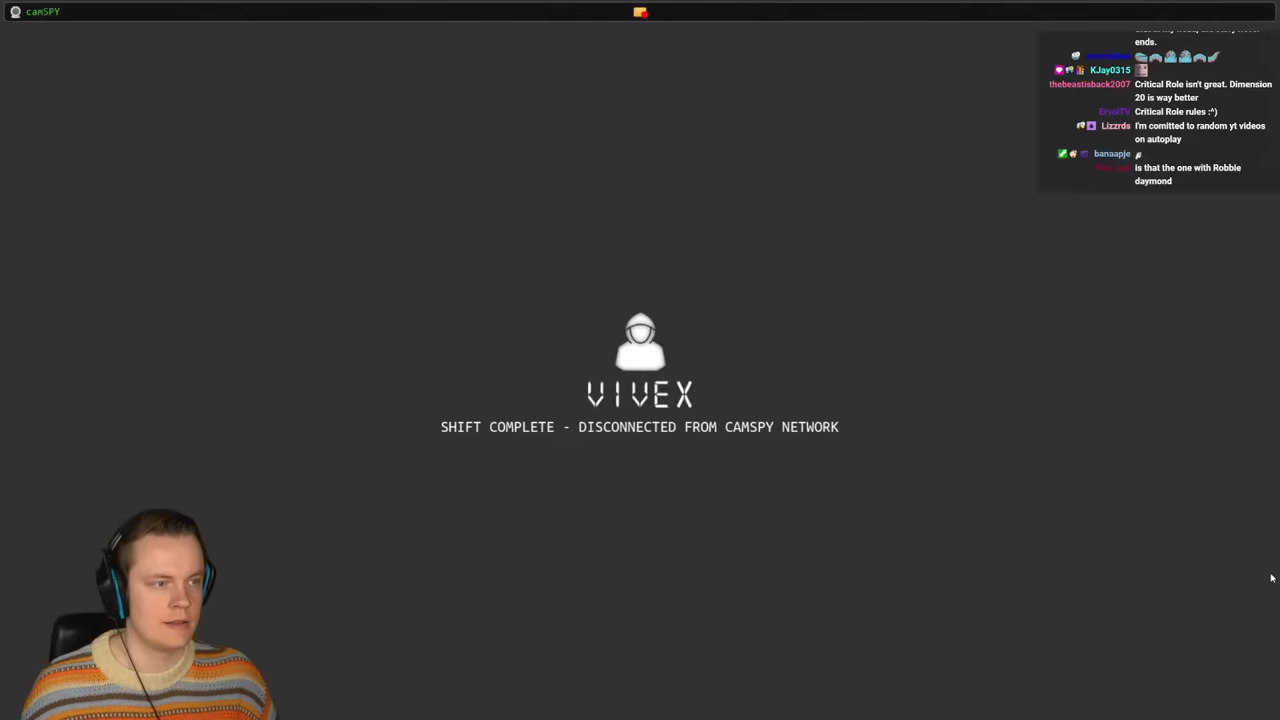 camSPY
ends.
KJay0315
thebeastisback2007 Critical Role isn't great. Dimension
20 is way better
Critical Role rules :^)
Lizzrds I'm comitted to random yt videos
on autoplay
banaapje
is that the one with Robbie
daymond
VIVEX
SHIFT COMPLETE - DISCONNECTED FROM CAMSPY NETWORK